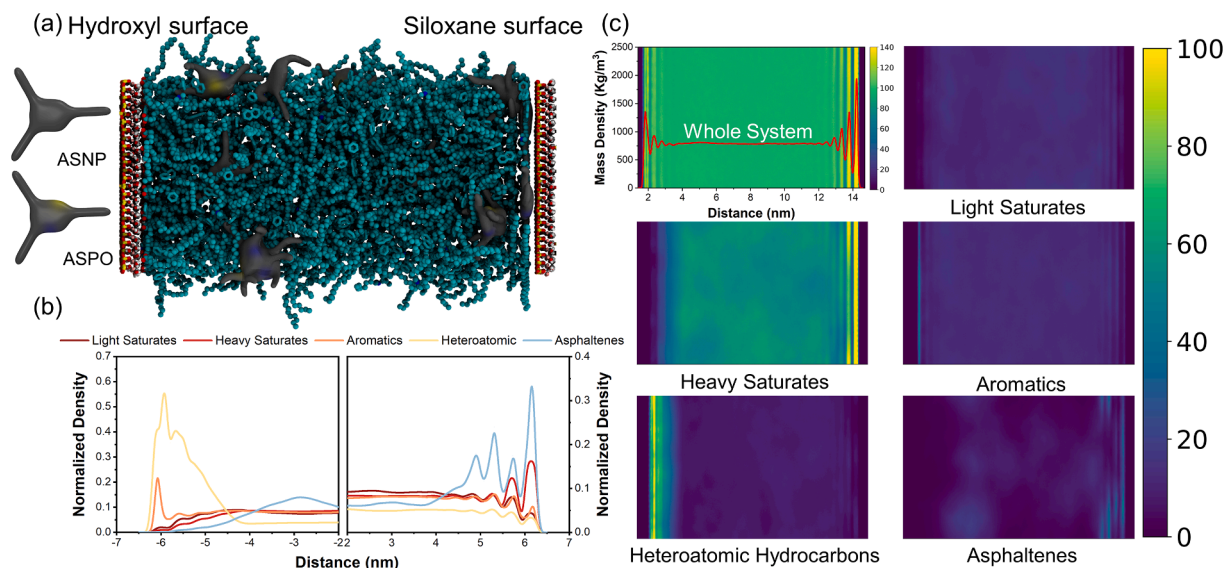 (a) Hydroxyl surface
Siloxane surface
ASNP
ASPO
(b)
Light Saturates
Heavy Saturates
Aromatics
Heteroatomic
Asphaltenes
Normalized Density
0.7
0.6
0.5
0.4
0.3
0.2
0.1
0.0
-7
-6
-5
-4
-3
-2
2
3
4
5
6
7
Distance (nm)
0.4
0.3
0.2
0.1
0.0
Normalized Density
(c)
Mass Density (Kg/m³)
2500
2250
2000
1750
1500
1250
1000
750
500
250
0
Whole System
2
4
6
8
10
12
14
Distance (nm)
140
120
100
80
60
40
20
0
Light Saturates
Heavy Saturates
Aromatics
Heteroatomic Hydrocarbons
Asphaltenes
100
80
60
40
20
0